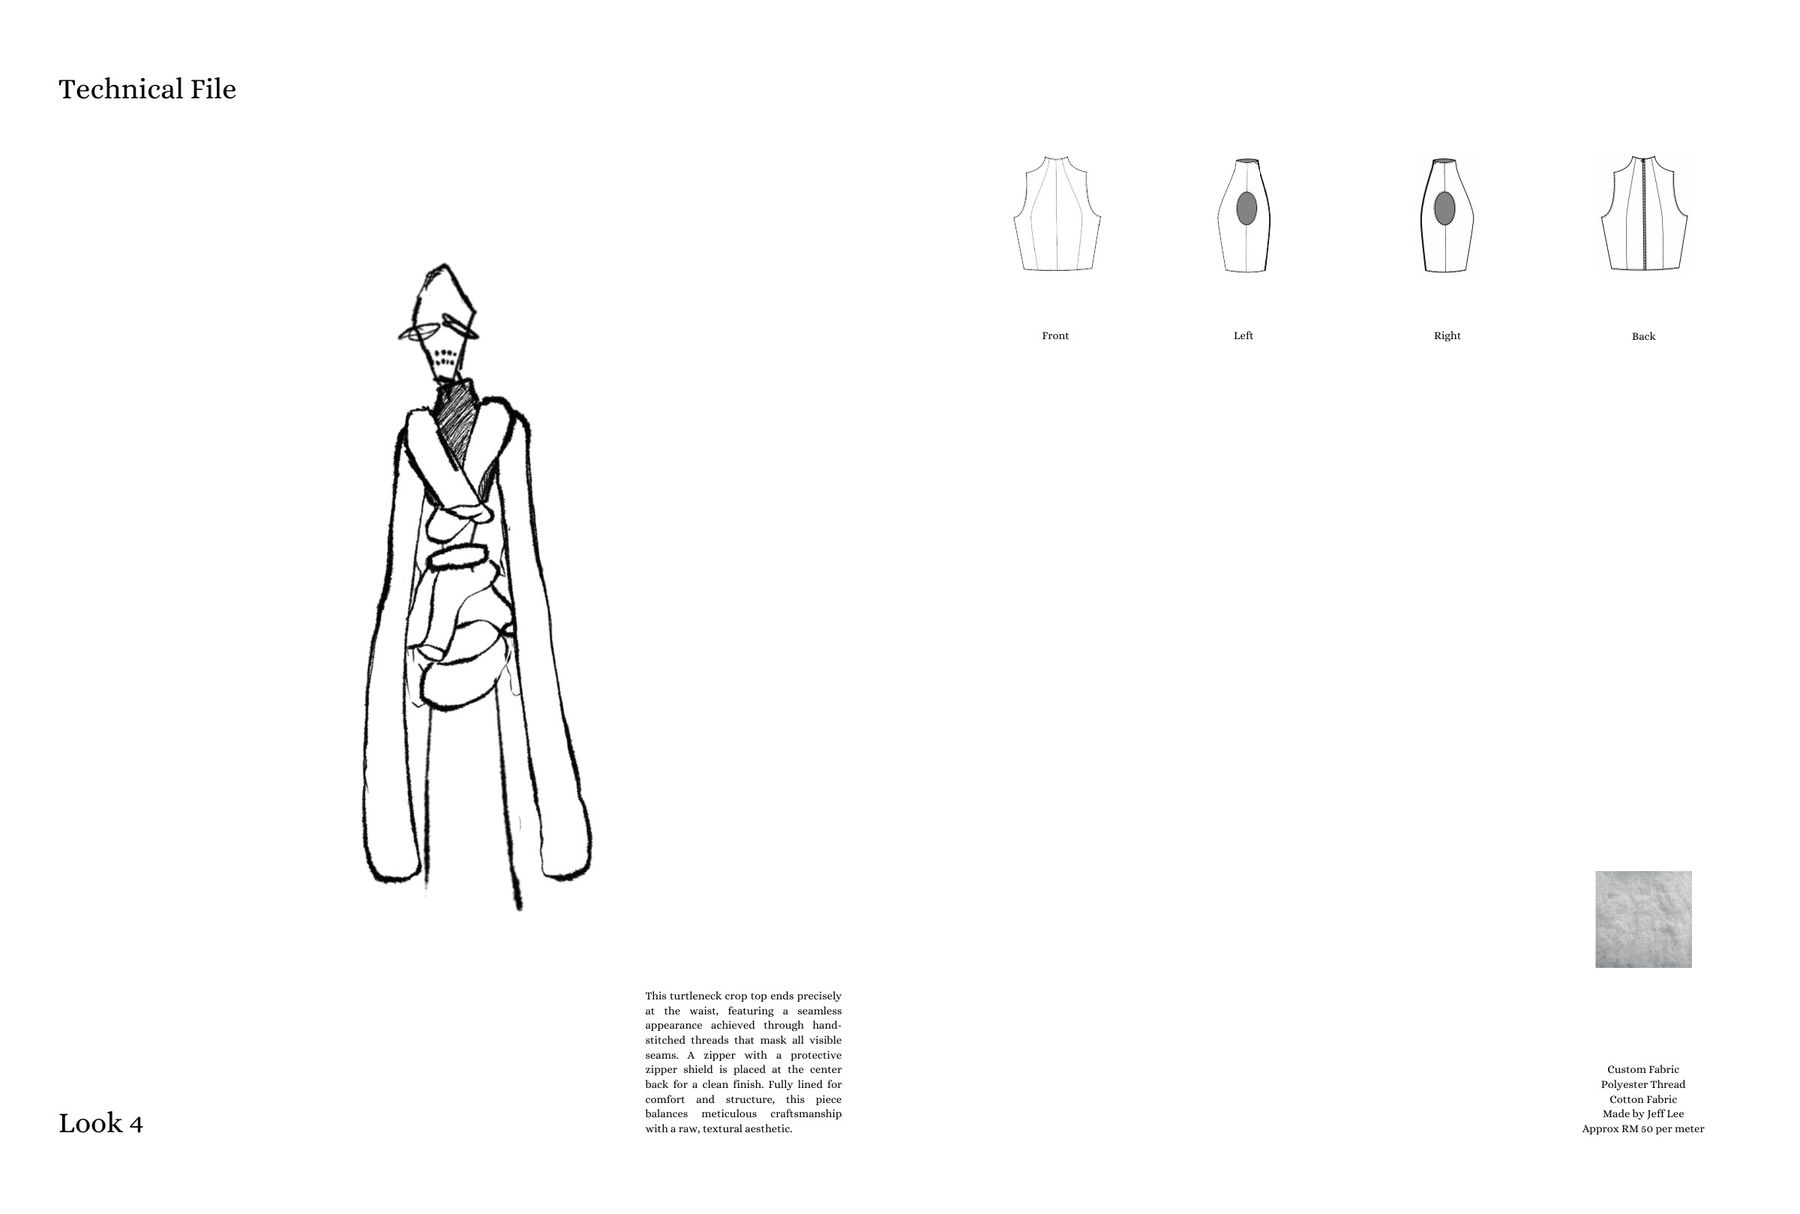 Technical File
Front
Left
Right
Back
This turtleneck crop top ends precisely
at the waist, featuring a seamless
appearance achieved through hand-
stitched threads that mask all visible
seams. A zipper with a protective
zipper shield is placed at the center
back for a clean finish. Fully lined for
comfort and structure, this piece
balances meticulous craftsmanship
with a raw, textural aesthetic.
Custom Fabric
Polyester Thread
Cotton Fabric
Made by Jeff Lee
Approx RM 50 per meter
Look 4